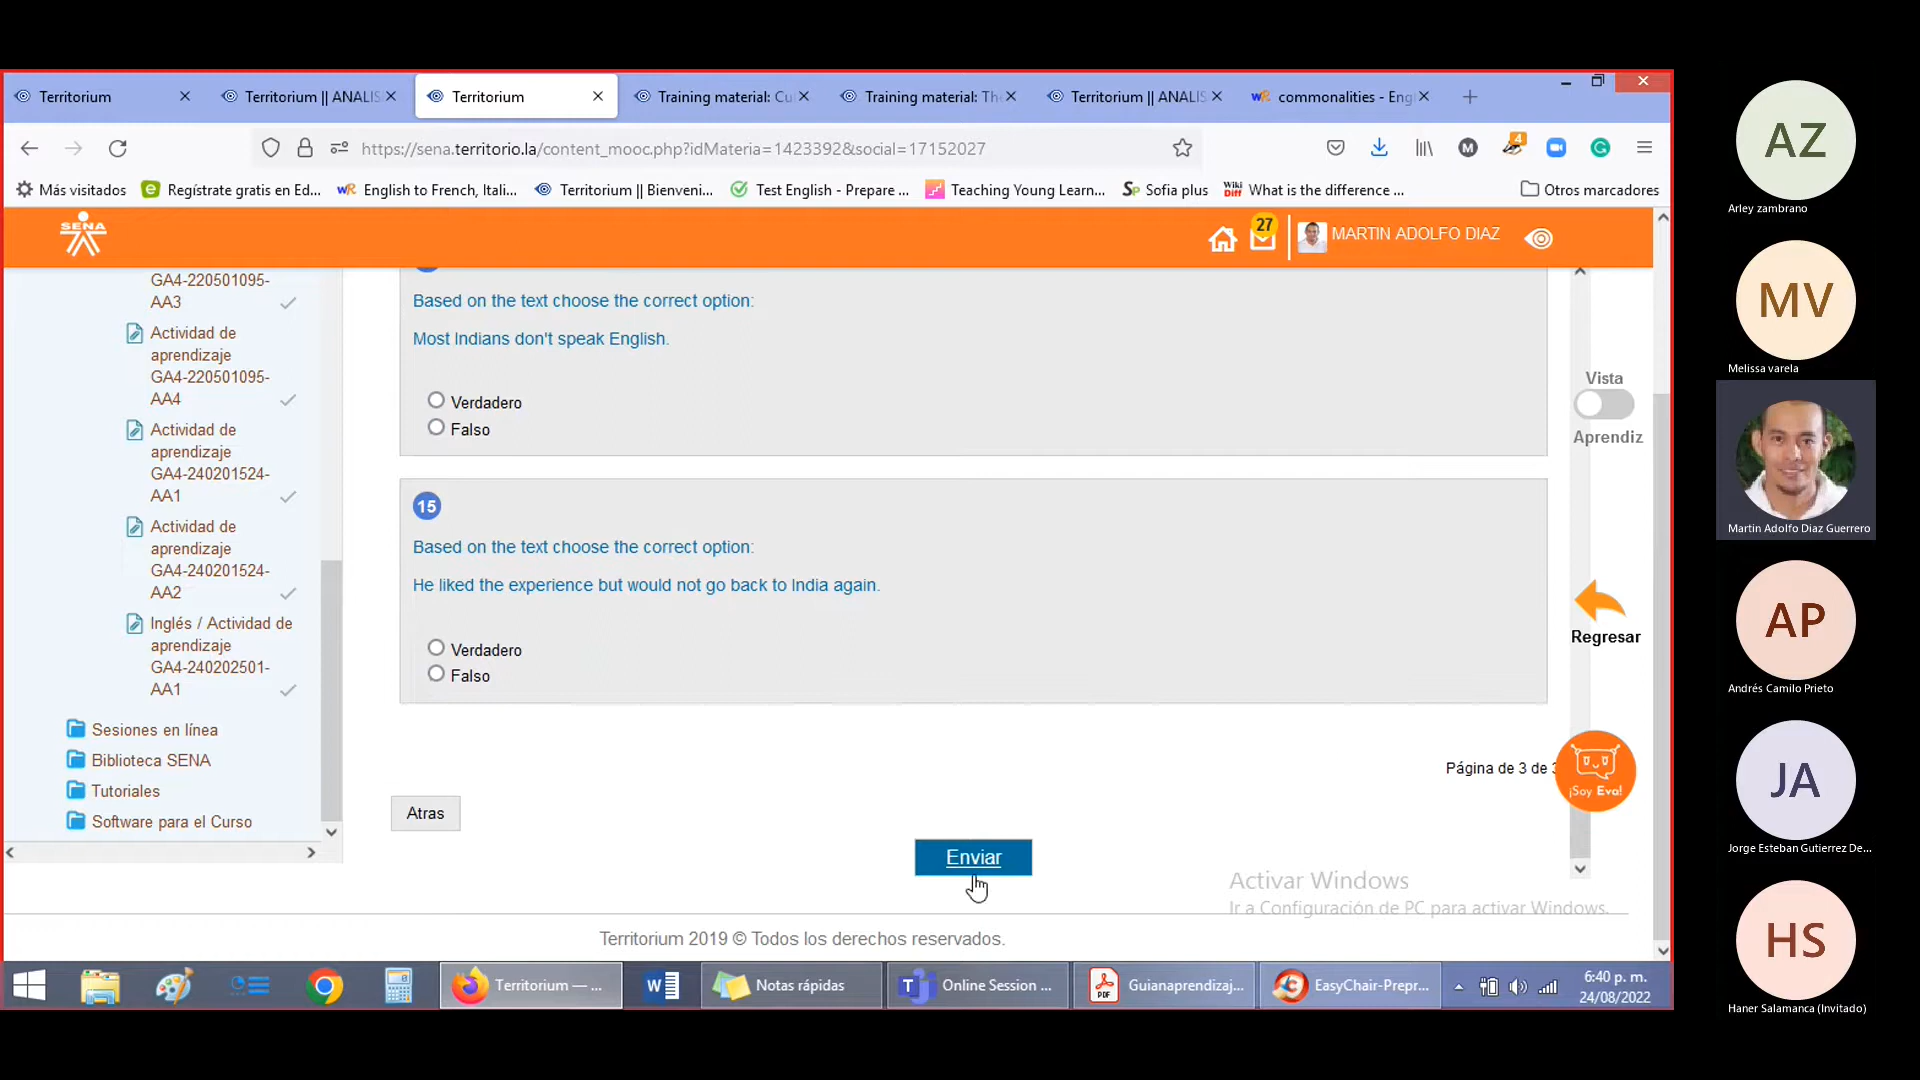 Territorium
Territorium || ANALIS
Territorium
Training material: Cu
Training material: Th
Territorium || ANALIS
commonalities - Eng
https://sena.territorio.la/content_mooc.php?idMateria=1423392&social=17152027
4
M
Más visitados
Regístrate gratis en Ed...
English to French, Itali...
Territorium || Bienveni...
Test English - Prepare ...
Teaching Young Learn...
Sofia plus
What is the difference ...
Otros marcadores
SENA
27
MARTIN ADOLFO DIAZ
GA4-220501095-
AA3
Actividad de
aprendizaje
GA4-220501095-
AA4
Actividad de
aprendizaje
GA4-240201524-
AA1
Actividad de
aprendizaje
GA4-240201524-
AA2
Inglés / Actividad de
aprendizaje
GA4-240202501-
AA1
Sesiones en línea
Biblioteca SENA
Tutoriales
Software para el Curso
Based on the text choose the correct option:
Most Indians don't speak English.
Verdadero
Falso
15
Based on the text choose the correct option:
He liked the experience but would not go back to India again.
Verdadero
Falso
Vista
Aprendiz
Regresar
Página de 3 de 3
¡Soy Eva!
Atras
Enviar
Activar Windows
Ir a Configuración de PC para activar Windows.
Territorium 2019 © Todos los derechos reservados.
Territorium — ...
Notas rápidas
Online Session ...
Guianaprendizaj...
EasyChair-Prepr...
6:40 p. m.
24/08/2022
AZ
Arley zambrano
MV
Melissa varela
Martin Adolfo Diaz Guerrero
AP
Andrés Camilo Prieto
JA
Jorge Esteban Gutierrez De...
HS
Haner Salamanca (Invitado)